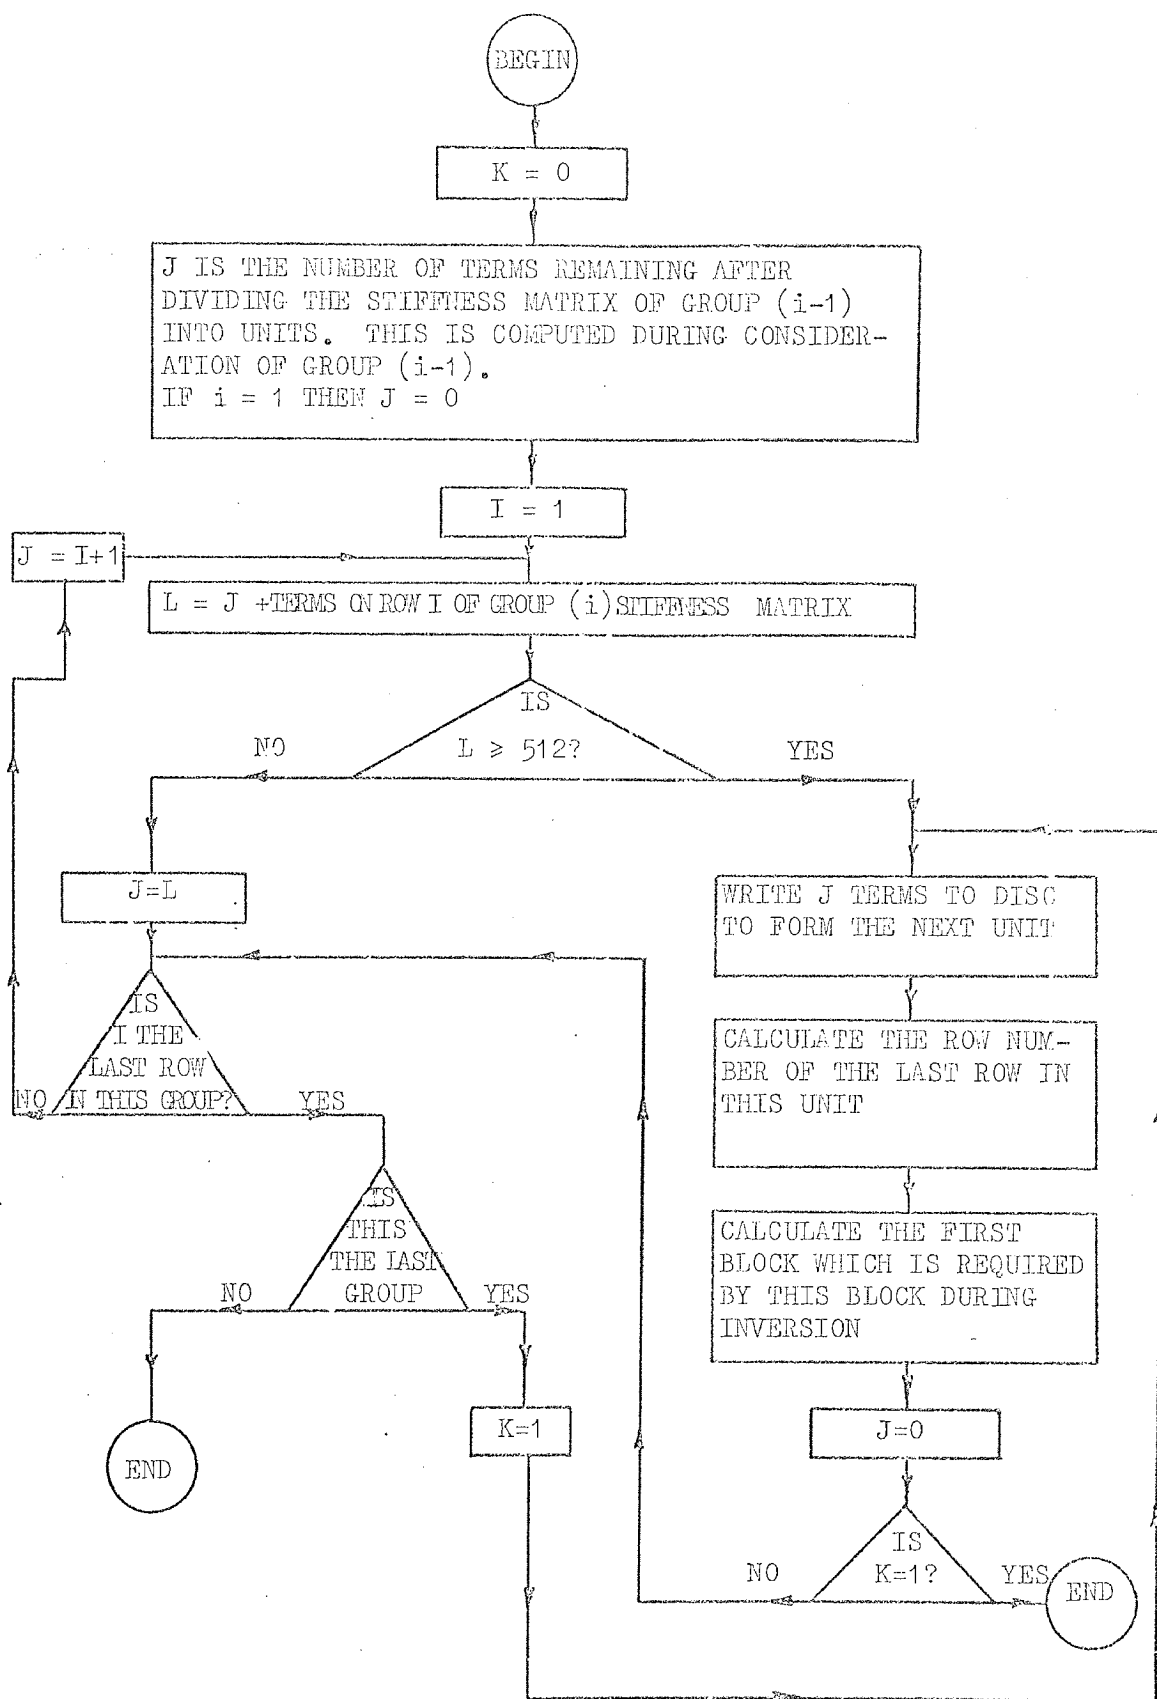 BEGIN
K = 0
J IS THE NUMBER OF TERMS REMAINING AFTER
DIVIDING THE STIFFNESS MATRIX OF GROUP (i-1)
INTO UNITS. THIS IS COMPUTED DURING CONSIDER-
ATION OF GROUP (i-1).
IF i = 1 THEN J = 0
I = 1
J = I+1
L = J +TERMS ON ROW I OF GROUP (i) STIFFNESS MATRIX
IS
L ⩾ 512?
NO
YES
J=L
WRITE J TERMS TO DISC
TO FORM THE NEXT UNIT
IS
I THE
LAST ROW
IN THIS GROUP?
NO
YES
CALCULATE THE ROW NUM-
BER OF THE LAST ROW IN
THIS UNIT
IS
THIS
THE LAST
GROUP
NO
YES
CALCULATE THE FIRST
BLOCK WHICH IS REQUIRED
BY THIS BLOCK DURING
INVERSION
K=1
J=0
END
IS
K=1?
NO
YES
END